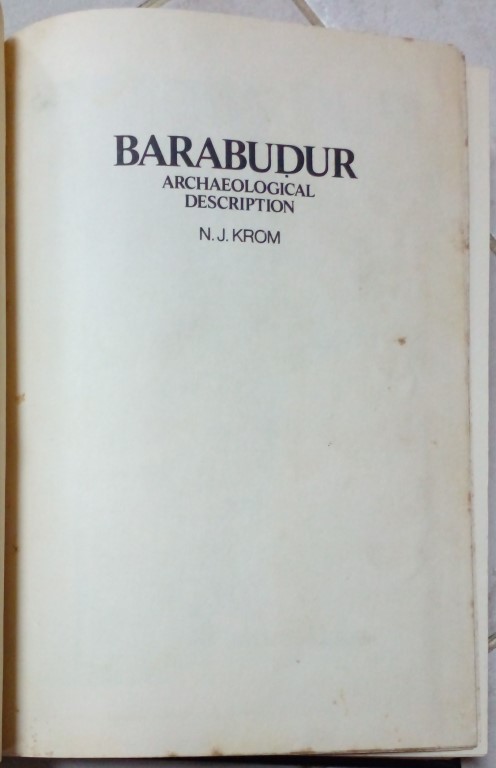 BARABUḌUR
ARCHAEOLOGICAL
DESCRIPTION
N. J. KROM